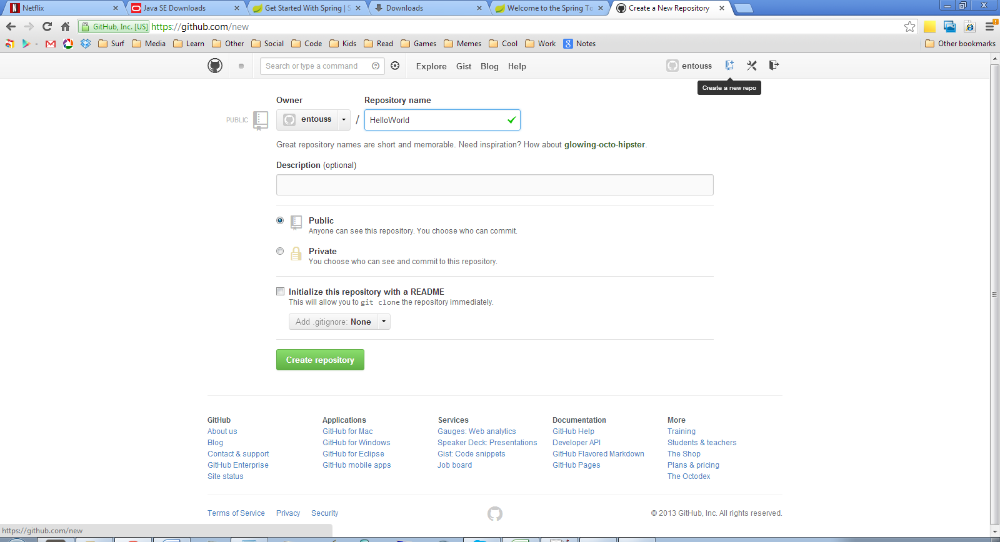 Netflix
Java SE Downloads
Get Started With Spring | S
Downloads
Welcome to the Spring To
Create a New Repository
GitHub, Inc. [US] https://github.com/new
Surf Media Learn Other Social Code Kids Read Games Memes Cool Work Notes Other bookmarks
Search or type a command Explore Gist Blog Help entouss
Create a new repo
Owner Repository name
PUBLIC entouss / HelloWorld
Great repository names are short and memorable. Need inspiration? How about glowing-octo-hipster.
Description (optional)
Public
Anyone can see this repository. You choose who can commit.
Private
You choose who can see and commit to this repository.
Initialize this repository with a README
This will allow you to git clone the repository immediately.
Add .gitignore: None
Create repository
GitHub Applications Services Documentation More
About us GitHub for Mac Gauges: Web analytics GitHub Help Training
Blog GitHub for Windows Speaker Deck: Presentations Developer API Students & teachers
Contact & support GitHub for Eclipse Gist: Code snippets GitHub Flavored Markdown The Shop
GitHub Enterprise GitHub mobile apps Job board GitHub Pages Plans & pricing
Site status The Octodex
Terms of Service Privacy Security © 2013 GitHub, Inc. All rights reserved.
https://github.com/new